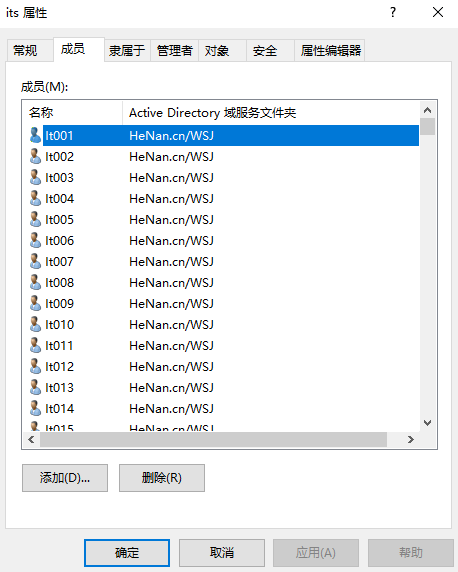 its 属性
常规 成员 隶属于 管理者 对象 安全 属性编辑器
成员(M):
名称 Active Directory 域服务文件夹
It001 HeNan.cn/WSJ
It002 HeNan.cn/WSJ
It003 HeNan.cn/WSJ
It004 HeNan.cn/WSJ
It005 HeNan.cn/WSJ
It006 HeNan.cn/WSJ
It007 HeNan.cn/WSJ
It008 HeNan.cn/WSJ
It009 HeNan.cn/WSJ
It010 HeNan.cn/WSJ
It011 HeNan.cn/WSJ
It012 HeNan.cn/WSJ
It013 HeNan.cn/WSJ
It014 HeNan.cn/WSJ
It015 HeNan.cn/WSJ
添加(D)... 删除(R)
确定 取消 应用(A) 帮助